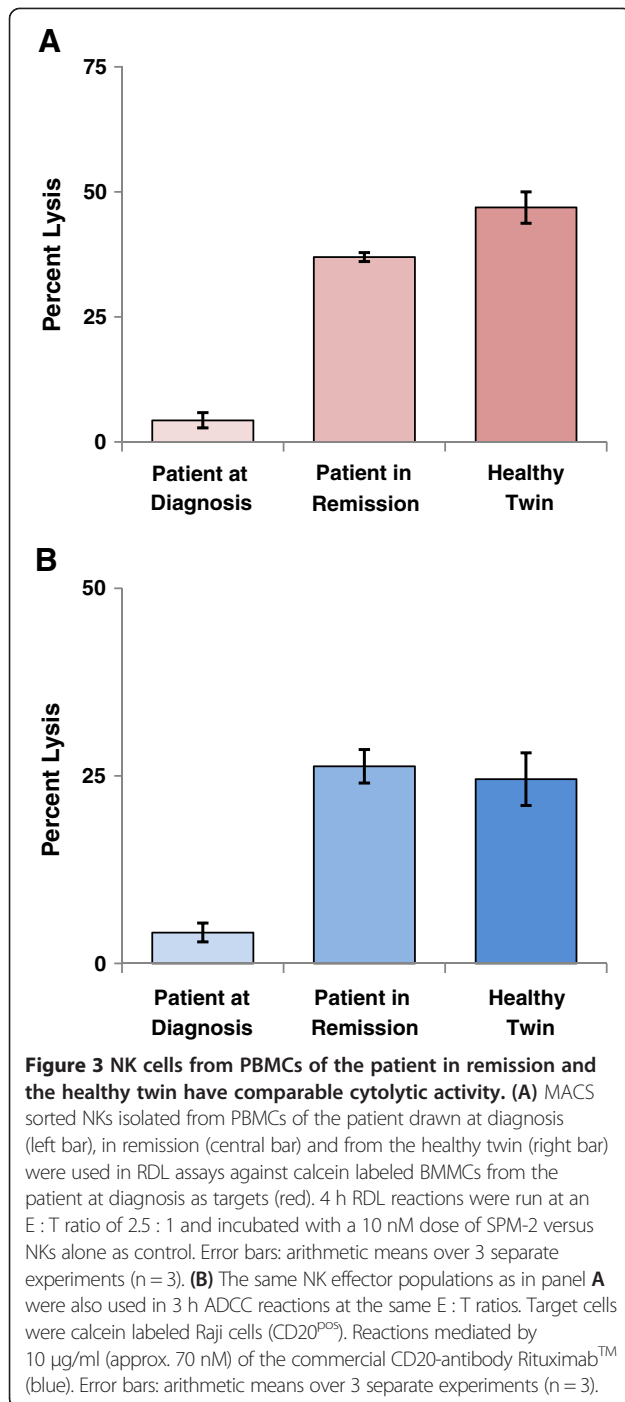 A
75
50
25
0
Percent Lysis
Patient at
Diagnosis
Patient in
Remission
Healthy
Twin
B
50
25
0
Percent Lysis
Patient at
Diagnosis
Patient in
Remission
Healthy
Twin
Figure 3 NK cells from PBMCs of the patient in remission and
the healthy twin have comparable cytolytic activity. (A) MACS
sorted NKs isolated from PBMCs of the patient drawn at diagnosis
(left bar), in remission (central bar) and from the healthy twin (right bar)
were used in RDL assays against calcein labeled BMMCs from the
patient at diagnosis as targets (red). 4 h RDL reactions were run at an
E : T ratio of 2.5 : 1 and incubated with a 10 nM dose of SPM-2 versus
NKs alone as control. Error bars: arithmetic means over 3 separate
experiments (n = 3). (B) The same NK effector populations as in panel A
were also used in 3 h ADCC reactions at the same E : T ratios. Target cells
were calcein labeled Raji cells (CD20pos). Reactions mediated by
10 μg/ml (approx. 70 nM) of the commercial CD20-antibody Rituximab™
(blue). Error bars: arithmetic means over 3 separate experiments (n = 3).